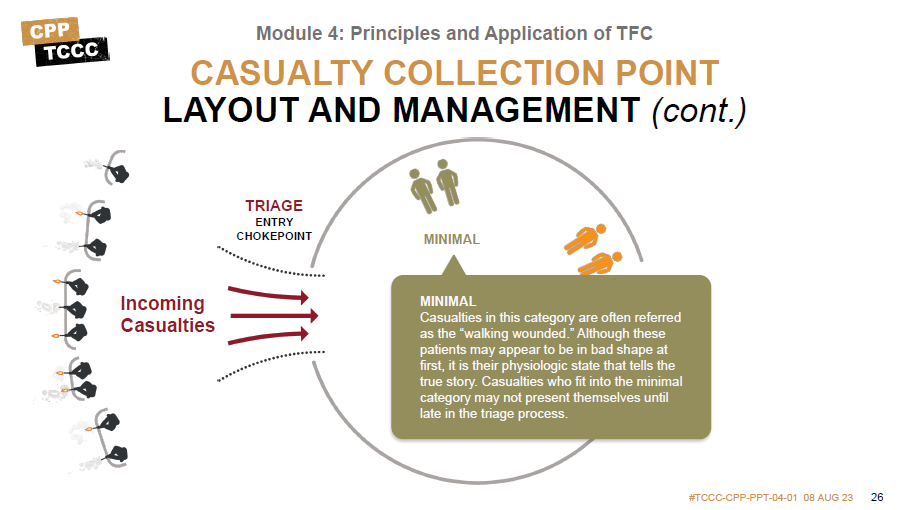 CPP
TCCC
Module 4: Principles and Application of TFC
CASUALTY COLLECTION POINT
LAYOUT AND MANAGEMENT (cont.)
TRIAGE
ENTRY
CHOKEPOINT
MINIMAL
Incoming
Casualties
MINIMAL
Casualties in this category are often referred
as the “walking wounded.” Although these
patients may appear to be in bad shape at
first, it is their physiologic state that tells the
true story. Casualties who fit into the minimal
category may not present themselves until
late in the triage process.
#TCCC-CPP-PPT-04-01 08 AUG 23 26